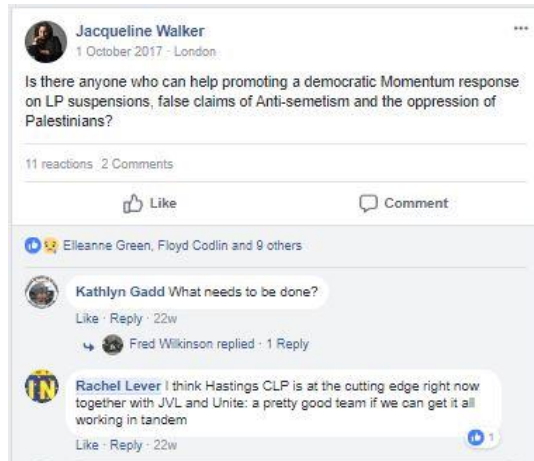 Jacqueline Walker
1 October 2017 · London
Is there anyone who can help promoting a democratic Momentum response
on LP suspensions, false claims of Anti-semetism and the oppression of
Palestinians?
11 reactions 2 Comments
Like Comment
Elleanne Green, Floyd Codlin and 9 others
Kathlyn Gadd What needs to be done?
Like · Reply · 22w
Fred Wilkinson replied · 1 Reply
IN
Rachel Lever I think Hastings CLP is at the cutting edge right now
together with JVL and Unite: a pretty good team if we can get it all
working in tandem
1
Like · Reply · 22w